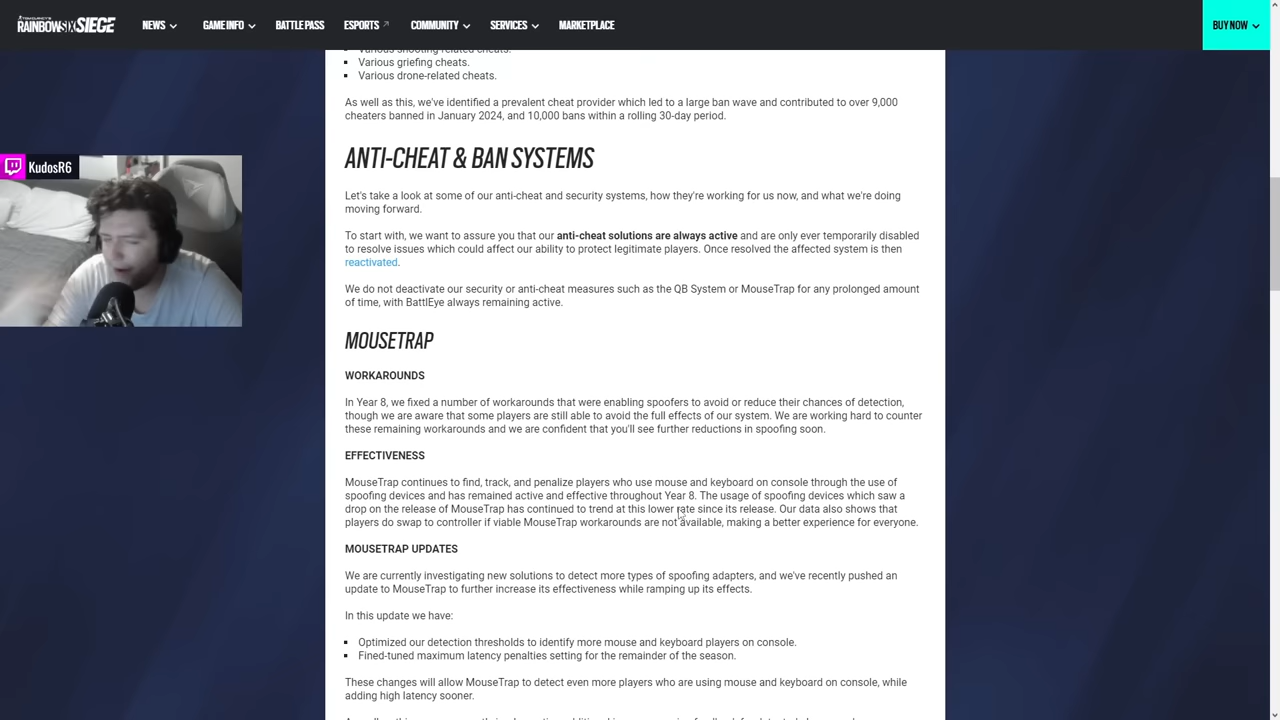 RAINBOWSIXSIEGE
NEWS
GAME INFO
BATTLE PASS
ESPORTS
COMMUNITY
SERVICES
MARKETPLACE
BUY NOW
Various shooting related cheats.
Various griefing cheats.
Various drone-related cheats.
As well as this, we've identified a prevalent cheat provider which led to a large ban wave and contributed to over 9,000
cheaters banned in January 2024, and 10,000 bans within a rolling 30-day period.
ANTI-CHEAT & BAN SYSTEMS
KudosR6
Let's take a look at some of our anti-cheat and security systems, how they're working for us now, and what we're doing
moving forward.
To start with, we want to assure you that our anti-cheat solutions are always active and are only ever temporarily disabled
to resolve issues which could affect our ability to protect legitimate players. Once resolved the affected system is then
reactivated.
We do not deactivate our security or anti-cheat measures such as the QB System or MouseTrap for any prolonged amount
of time, with BattlEye always remaining active.
MOUSETRAP
WORKAROUNDS
In Year 8, we fixed a number of workarounds that were enabling spoofers to avoid or reduce their chances of detection,
though we are aware that some players are still able to avoid the full effects of our system. We are working hard to counter
these remaining workarounds and we are confident that you'll see further reductions in spoofing soon.
EFFECTIVENESS
MouseTrap continues to find, track, and penalize players who use mouse and keyboard on console through the use of
spoofing devices and has remained active and effective throughout Year 8. The usage of spoofing devices which saw a
drop on the release of MouseTrap has continued to trend at this lower rate since its release. Our data also shows that
players do swap to controller if viable MouseTrap workarounds are not available, making a better experience for everyone.
MOUSETRAP UPDATES
We are currently investigating new solutions to detect more types of spoofing adapters, and we've recently pushed an
update to MouseTrap to further increase its effectiveness while ramping up its effects.
In this update we have:
Optimized our detection thresholds to identify more mouse and keyboard players on console.
Fined-tuned maximum latency penalties setting for the remainder of the season.
These changes will allow MouseTrap to detect even more players who are using mouse and keyboard on console, while
adding high latency sooner.